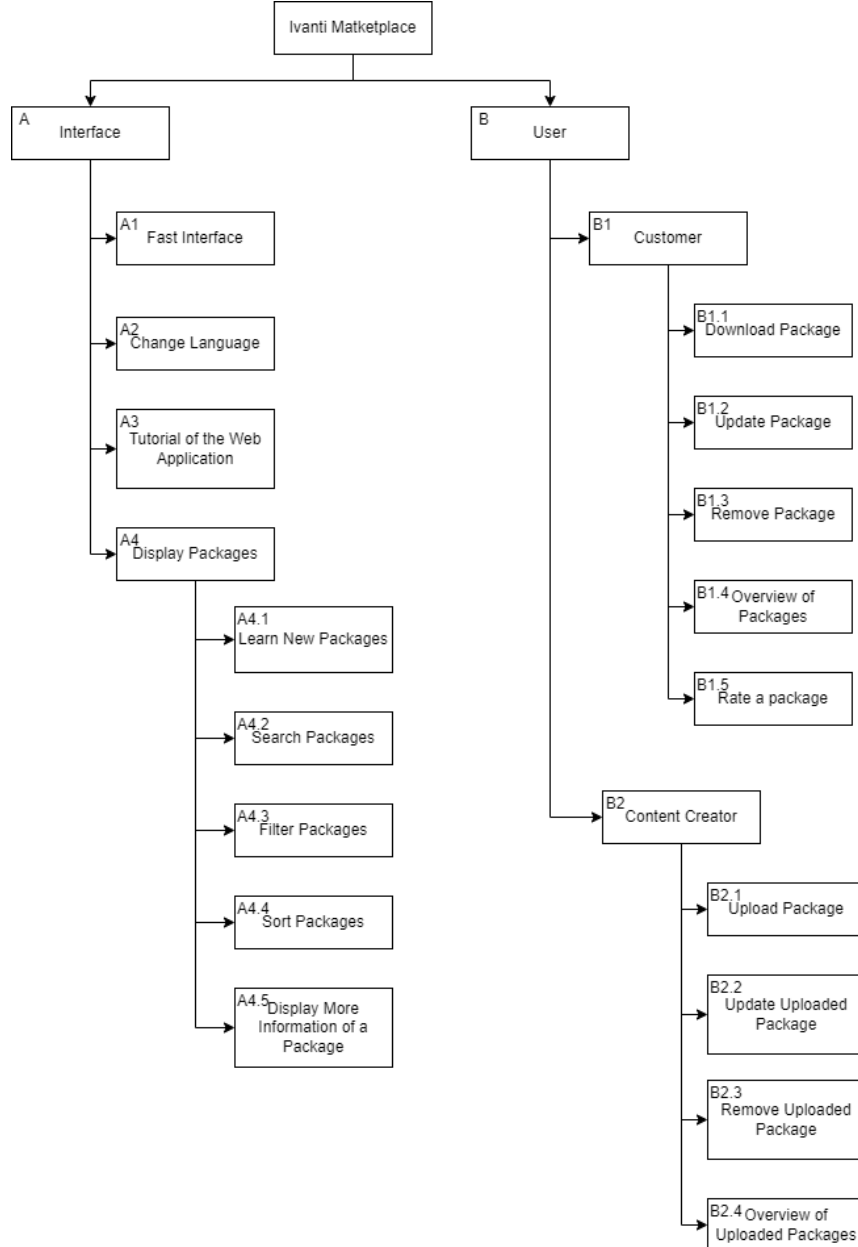 Ivanti Matketplace
A
Interface
B
User
A1
Fast Interface
A2
Change Language
A3
Tutorial of the Web
Application
A4
Display Packages
A4.1
Learn New Packages
A4.2
Search Packages
A4.3
Filter Packages
A4.4
Sort Packages
A4.5
Display More
Information of a
Package
B1
Customer
B1.1
Download Package
B1.2
Update Package
B1.3
Remove Package
B1.4
Overview of
Packages
B1.5
Rate a package
B2
Content Creator
B2.1
Upload Package
B2.2
Update Uploaded
Package
B2.3
Remove Uploaded
Package
B2.4
Overview of
Uploaded Packages